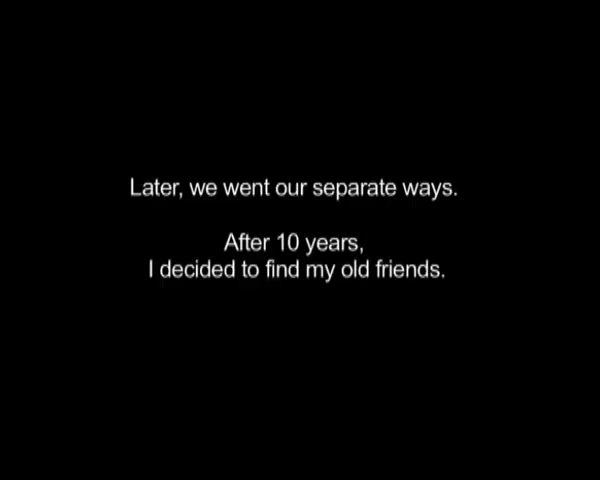 Later, we went our separate ways.
After 10 years,
I decided to find my old friends.